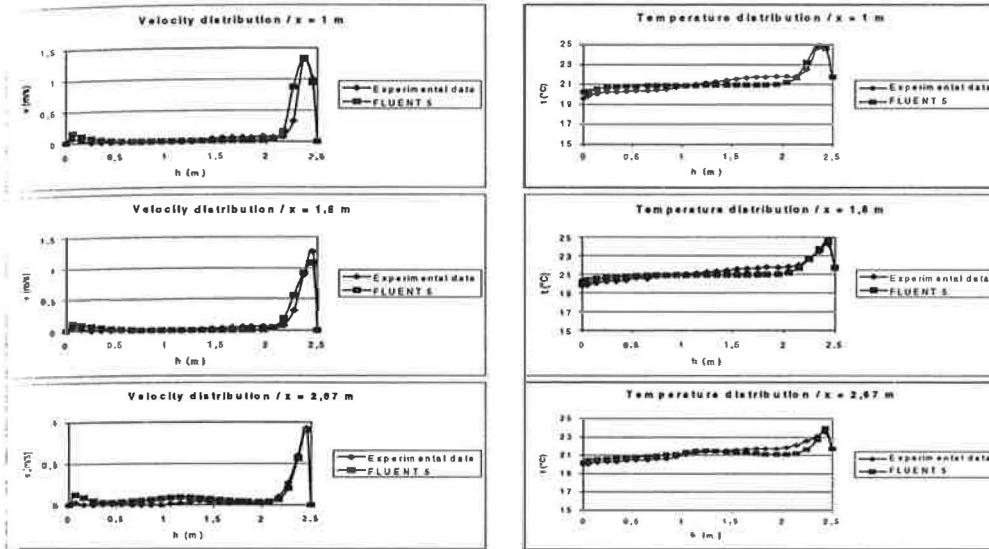 Velocity distribution / x = 1 m
1,5
1
0,5
0
v (m/s)
0 0,5 1 1,5 2 2,5
h (m)
Experimental data
FLUENT 5
Temperature distribution / x = 1 m
25
23
21
19
17
15
t (°C)
0 0,5 1 1,5 2 2,5
h (m)
Experimental data
FLUENT 5
Velocity distribution / x = 1,6 m
1,5
1
0,5
0
v (m/s)
0 0,5 1 1,5 2 2,5
h (m)
Experimental data
FLUENT 5
Temperature distribution / x = 1,6 m
25
23
21
19
17
15
t (°C)
0 0,5 1 1,5 2 2,5
h (m)
Experimental data
FLUENT 5
Velocity distribution / x = 2,67 m
0
0 0,5 1 1,5 2 2,5
h (m)
Experimental data
FLUENT 5
Temperature distribution / x = 2,67 m
25
23
21
19
17
15
t (°C)
0 0,5 1 1,5 2 2,5
h (m)
Experimental data
FLUENT 5